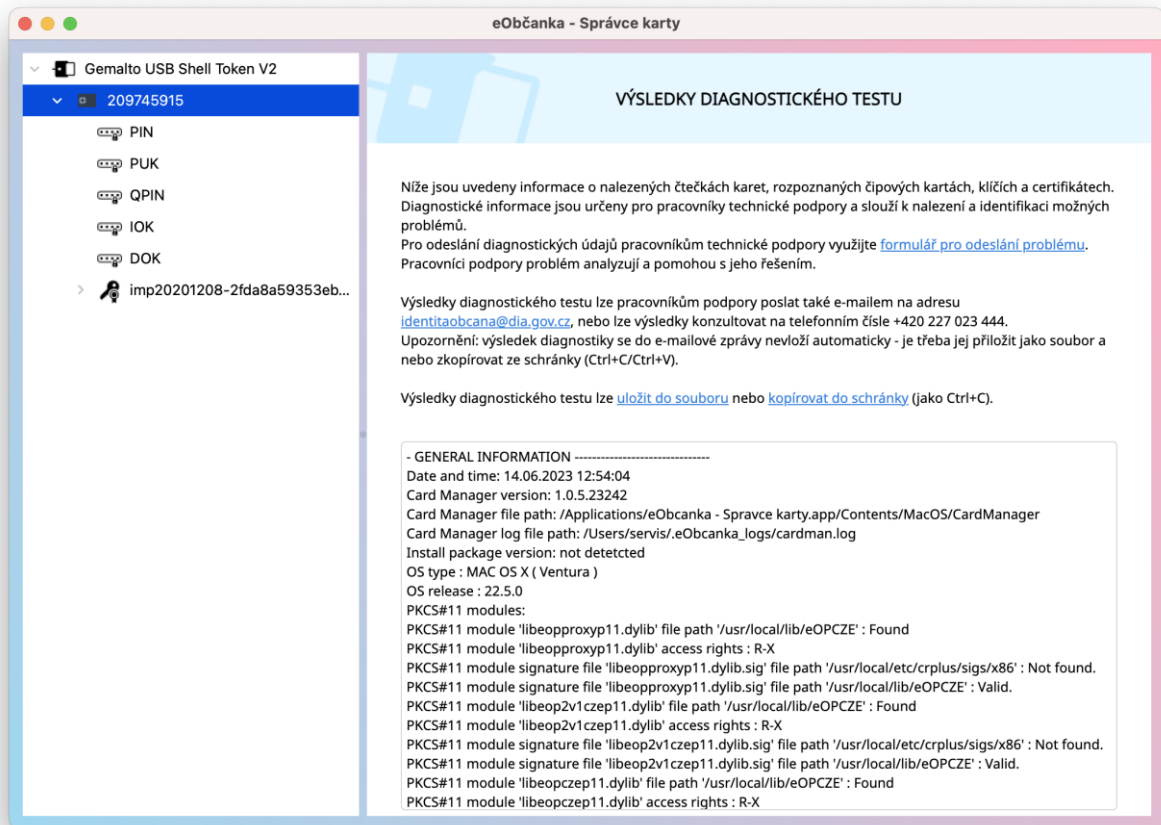 eObčanka - Správce karty
Gemalto USB Shell Token V2
209745915
PIN
PUK
QPIN
IOK
DOK
imp20201208-2fda8a59353eb...
VÝSLEDKY DIAGNOSTICKÉHO TESTU
Níže jsou uvedeny informace o nalezených čtečkách karet, rozpoznaných čipových kartách, klíčích a certifikátech.
Diagnostické informace jsou určeny pro pracovníky technické podpory a slouží k nalezení a identifikaci možných
problémů.
Pro odeslání diagnostických údajů pracovníkům technické podpory využijte formulář pro odeslání problému.
Pracovníci podpory problém analyzují a pomohou s jeho řešením.
Výsledky diagnostického testu lze pracovníkům podpory poslat také e-mailem na adresu
identitaobcana@dia.gov.cz, nebo lze výsledky konzultovat na telefonním čísle +420 227 023 444.
Upozornění: výsledek diagnostiky se do e-mailové zprávy nevloží automaticky - je třeba jej přiložit jako soubor a
nebo zkopírovat ze schránky (Ctrl+C/Ctrl+V).
Výsledky diagnostického testu lze uložit do souboru nebo kopírovat do schránky (jako Ctrl+C).
- GENERAL INFORMATION -------------------------------
Date and time: 14.06.2023 12:54:04
Card Manager version: 1.0.5.23242
Card Manager file path: /Applications/eObcanka - Spravce karty.app/Contents/MacOS/CardManager
Card Manager log file path: /Users/servis/.eObcanka_logs/cardman.log
Install package version: not detetcted
OS type : MAC OS X ( Ventura )
OS release : 22.5.0
PKCS#11 modules:
PKCS#11 module 'libeopproxyp11.dylib' file path '/usr/local/lib/eOPCZE' : Found
PKCS#11 module 'libeopproxyp11.dylib' access rights : R-X
PKCS#11 module signature file 'libeopproxyp11.dylib.sig' file path '/usr/local/etc/crplus/sigs/x86' : Not found.
PKCS#11 module signature file 'libeopproxyp11.dylib.sig' file path '/usr/local/lib/eOPCZE' : Valid.
PKCS#11 module 'libeop2v1czep11.dylib' file path '/usr/local/lib/eOPCZE' : Found
PKCS#11 module 'libeop2v1czep11.dylib' access rights : R-X
PKCS#11 module signature file 'libeop2v1czep11.dylib.sig' file path '/usr/local/etc/crplus/sigs/x86' : Not found.
PKCS#11 module signature file 'libeop2v1czep11.dylib.sig' file path '/usr/local/lib/eOPCZE' : Valid.
PKCS#11 module 'libeopczep11.dylib' file path '/usr/local/lib/eOPCZE' : Found
PKCS#11 module 'libeopczep11.dylib' access rights : R-X